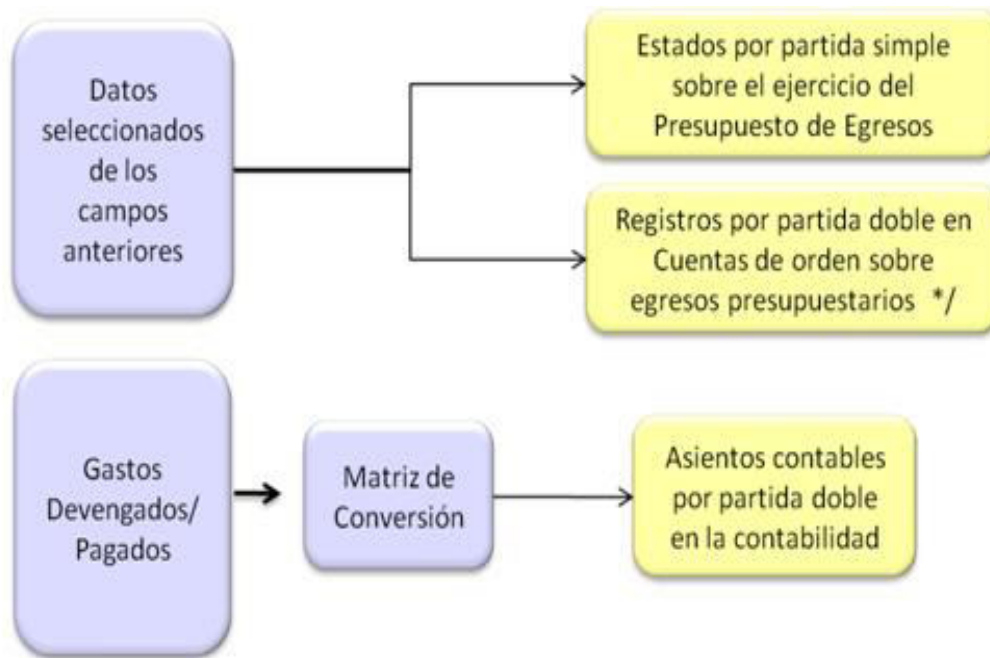 Datos
seleccionados
de los
campos
anteriores
Estados por partida simple
sobre el ejercicio del
Presupuesto de Egresos
Registros por partida doble en
Cuentas de orden sobre
egresos presupuestarios */
Gastos
Devengados/
Pagados
Matriz de
Conversión
Asientos contables
por partida doble
en la contabilidad